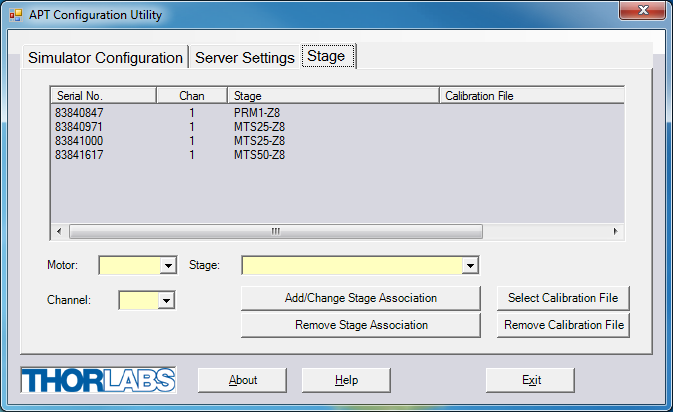 APT Configuration Utility
Simulator Configuration Server Settings Stage
Serial No. Chan Stage Calibration File
83840847 1 PRM1-Z8
83840971 1 MTS25-Z8
83841000 1 MTS25-Z8
83841617 1 MTS50-Z8
Motor: Stage:
Channel: Add/Change Stage Association Select Calibration File
Remove Stage Association Remove Calibration File
THORLABS About Help Exit